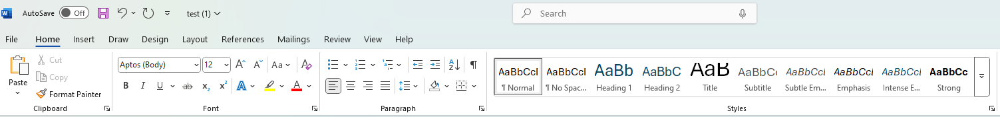 AutoSave Off test (1) Search
File Home Insert Draw Design Layout References Mailings Review View Help
Paste
Cut
Copy
Format Painter
Clipboard
Aptos (Body) 12 A A Aa A
B I U ab x₂ x² A A
Font
A Z ¶
Paragraph
AaBbCcI AaBbCcI AaBb AaBbC AaB AaBbCc AaBbCcI AaBbCcI AaBbCcI AaBbCc
¶ Normal ¶ No Spac... Heading 1 Heading 2 Title Subtitle Subtle Em... Emphasis Intense E... Strong
Styles